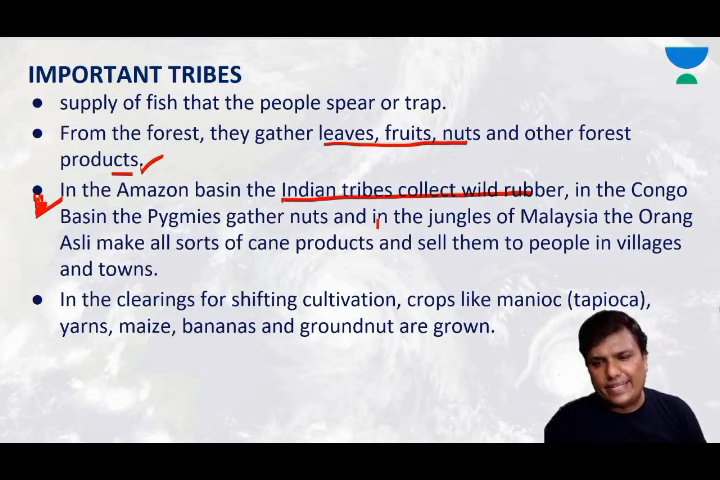 IMPORTANT TRIBES
● supply of fish that the people spear or trap.
● From the forest, they gather leaves, fruits, nuts and other forest
products.
● In the Amazon basin the Indian tribes collect wild rubber, in the Congo
Basin the Pygmies gather nuts and in the jungles of Malaysia the Orang
Asli make all sorts of cane products and sell them to people in villages
and towns.
● In the clearings for shifting cultivation, crops like manioc (tapioca),
yarns, maize, bananas and groundnut are grown.